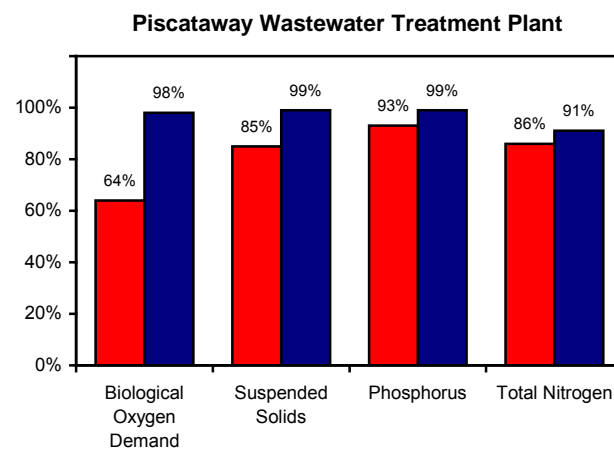 Piscataway Wastewater Treatment Plant
98%
99%
99%
93%
91%
86%
85%
64%
100%
80%
60%
40%
20%
0%
Biological
Oxygen
Demand
Suspended
Solids
Phosphorus
Total Nitrogen